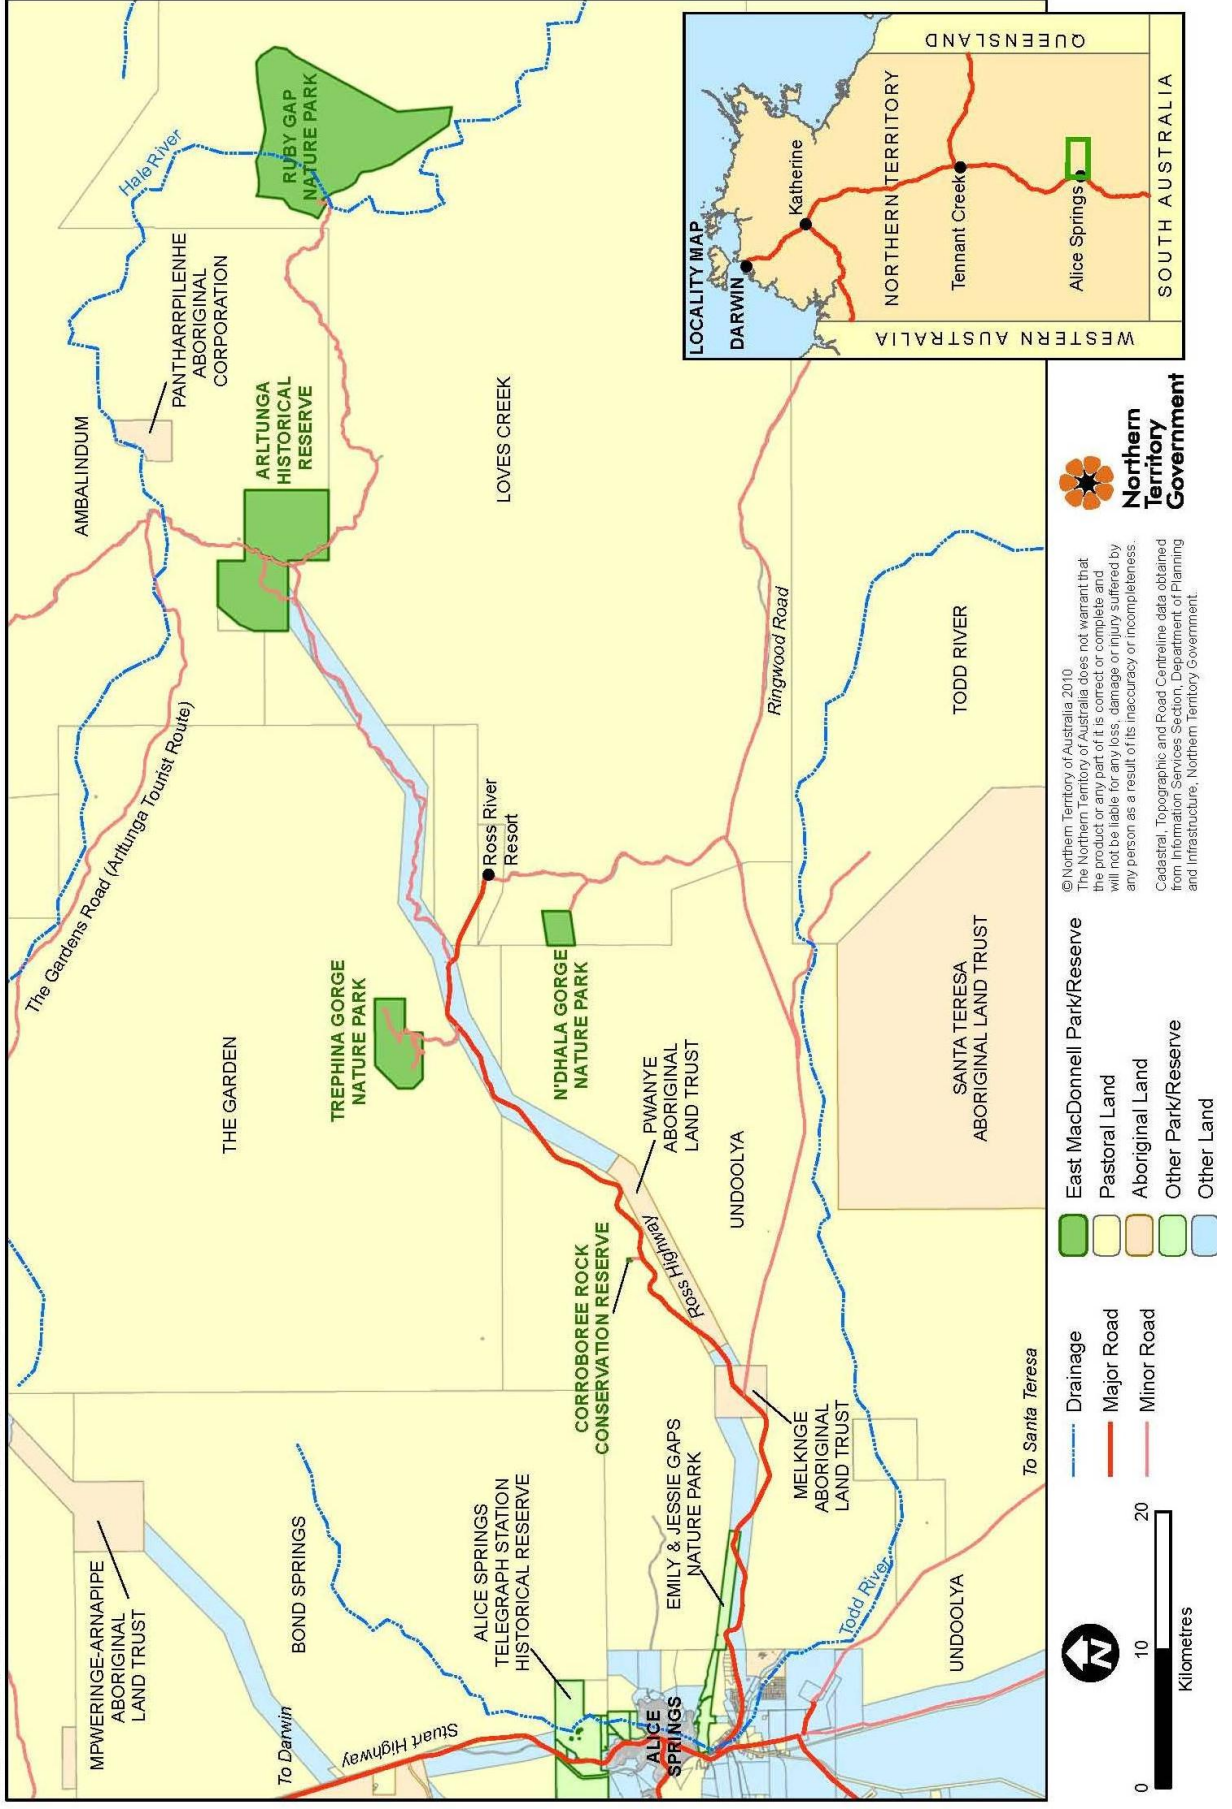 MPWERINGE-ARNAPIPE
ABORIGINAL
LAND TRUST
To Darwin
Stuart Highway
BOND SPRINGS
ALICE SPRINGS
TELEGRAPH STATION
HISTORICAL RESERVE
ALICE
SPRINGS
EMILY & JESSIE GAPS
NATURE PARK
Todd River
UNDOOLYA
To Santa Teresa
MELKNGE
ABORIGINAL
LAND TRUST
CORROBOREE ROCK
CONSERVATION RESERVE
Ross Highway
UNDOOLYA
PWANYE
ABORIGINAL
LAND TRUST
THE GARDEN
TREPHINA GORGE
NATURE PARK
N'DHALA GORGE
NATURE PARK
SANTA TERESA
ABORIGINAL LAND TRUST
The Gardens Road (Arltunga Tourist Route)
Ross River
Resort
Ringwood Road
TODD RIVER
AMBALINDUM
PANTHARRPILENHE
ABORIGINAL
CORPORATION
ARLTUNGA
HISTORICAL
RESERVE
LOVES CREEK
Hale River
RUBY GAP
NATURE PARK
LOCALITY MAP
DARWIN
Katherine
NORTHERN TERRITORY
Tennant Creek
Alice Springs
WESTERN AUSTRALIA
QUEENSLAND
SOUTH AUSTRALIA
N
0 10 20
Kilometres
Drainage
Major Road
Minor Road
East MacDonnell Park/Reserve
Pastoral Land
Aboriginal Land
Other Park/Reserve
Other Land
© Northern Territory of Australia 2010
The Northern Territory of Australia does not warrant that
the product or any part of it is correct or complete and
will not be liable for any loss, damage or injury suffered by
any person as a result of its inaccuracy or incompleteness.
Cadastral, Topographic and Road Centreline data obtained
from Information Services Section, Department of Planning
and Infrastructure, Northern Territory Government.
Northern
Territory
Government